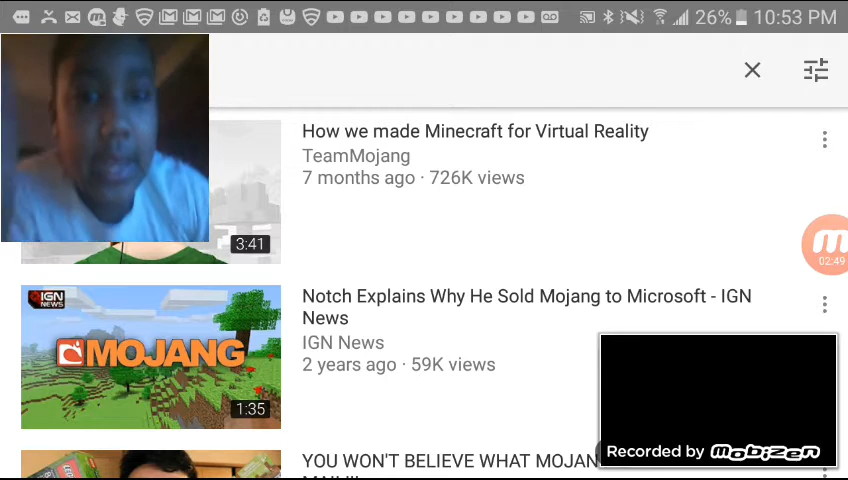 26% 10:53 PM
How we made Minecraft for Virtual Reality
TeamMojang
7 months ago · 726K views
3:41
02:49
IGN
NEWS
MOJANG
1:35
Notch Explains Why He Sold Mojang to Microsoft - IGN
News
IGN News
2 years ago · 59K views
Recorded by Mobizen
YOU WON'T BELIEVE WHAT MOJAN